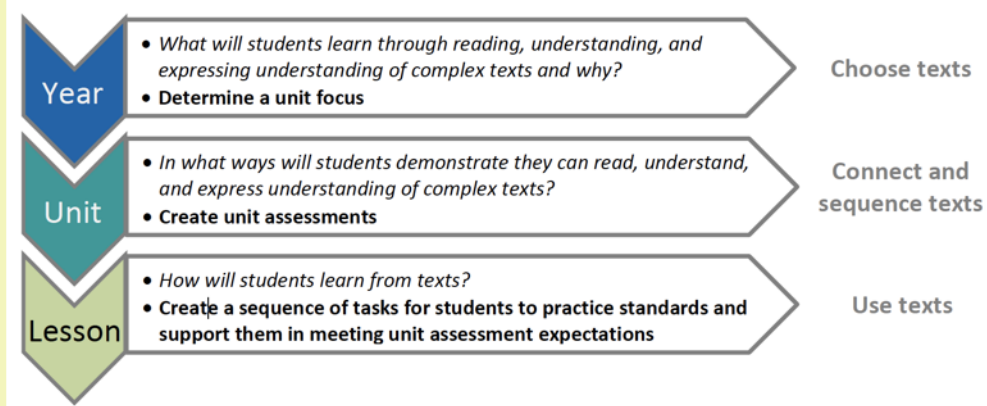 Year
• What will students learn through reading, understanding, and
expressing understanding of complex texts and why?
• Determine a unit focus
Choose texts
Unit
• In what ways will students demonstrate they can read, understand,
and express understanding of complex texts?
• Create unit assessments
Connect and
sequence texts
Lesson
• How will students learn from texts?
• Create a sequence of tasks for students to practice standards and
support them in meeting unit assessment expectations
Use texts